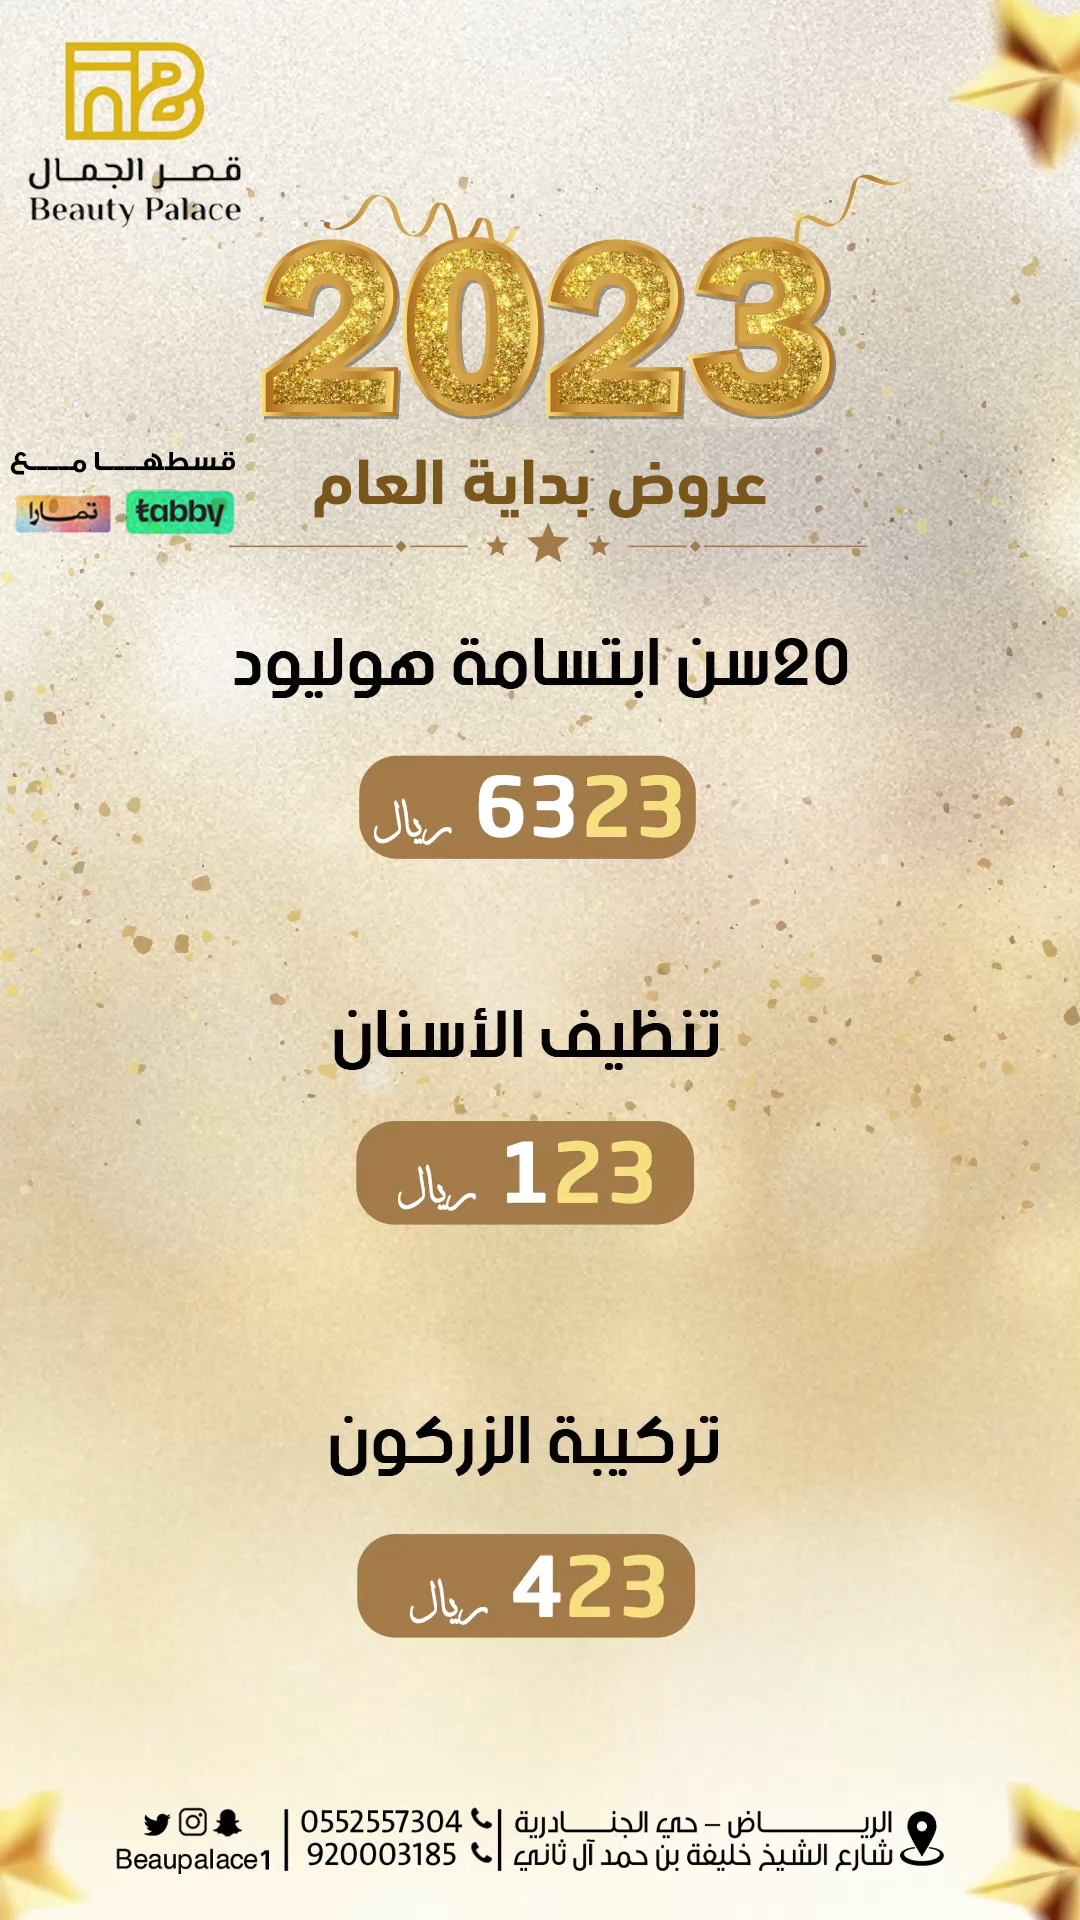 قصر الجمال
Beauty Palace
2023
عروض بداية العام
قسطها مع
tabby تمارا
20سن ابتسامة هوليود
6323 ريال
تنظيف الأسنان
123 ريال
تركيبة الزركون
423 ريال
الرياض – حي الجنادرية
شارع الشيخ خليفة بن حمد آل ثاني
0552557304
920003185
Beaupalace1